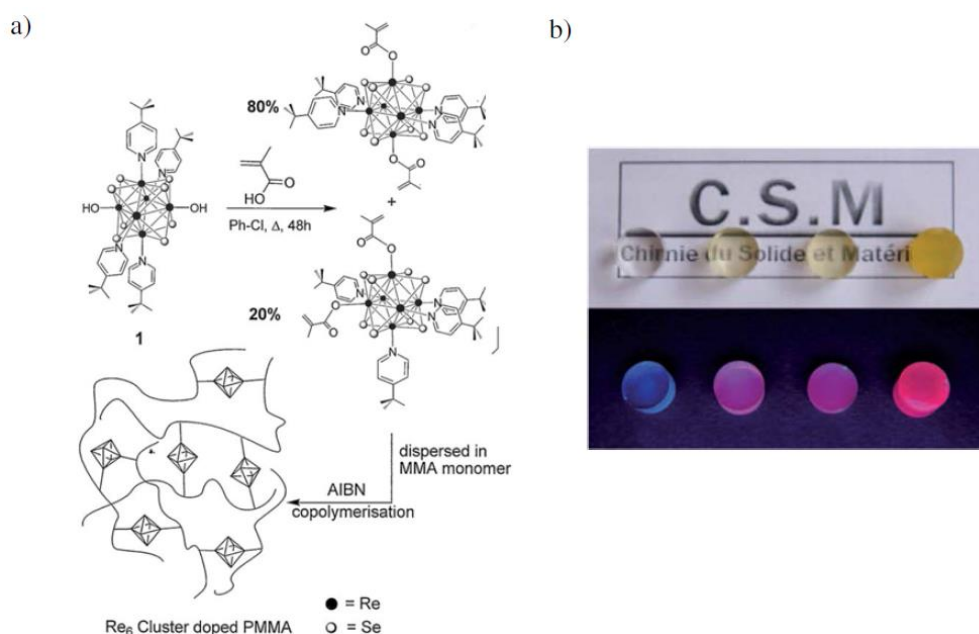 a)
b)
80%
HO
OH
N
N
N
N
1
O
HO
Ph-Cl, Δ, 48h
O
O
N
N
N
N
O
O
+
20%
O
O
N
N
N
O
O
N
dispersed in
MMA monomer
AIBN
copolymerisation
Re₆ Cluster doped PMMA
● = Re
○ = Se
C.S.M
Chimie du Solide et Matéri